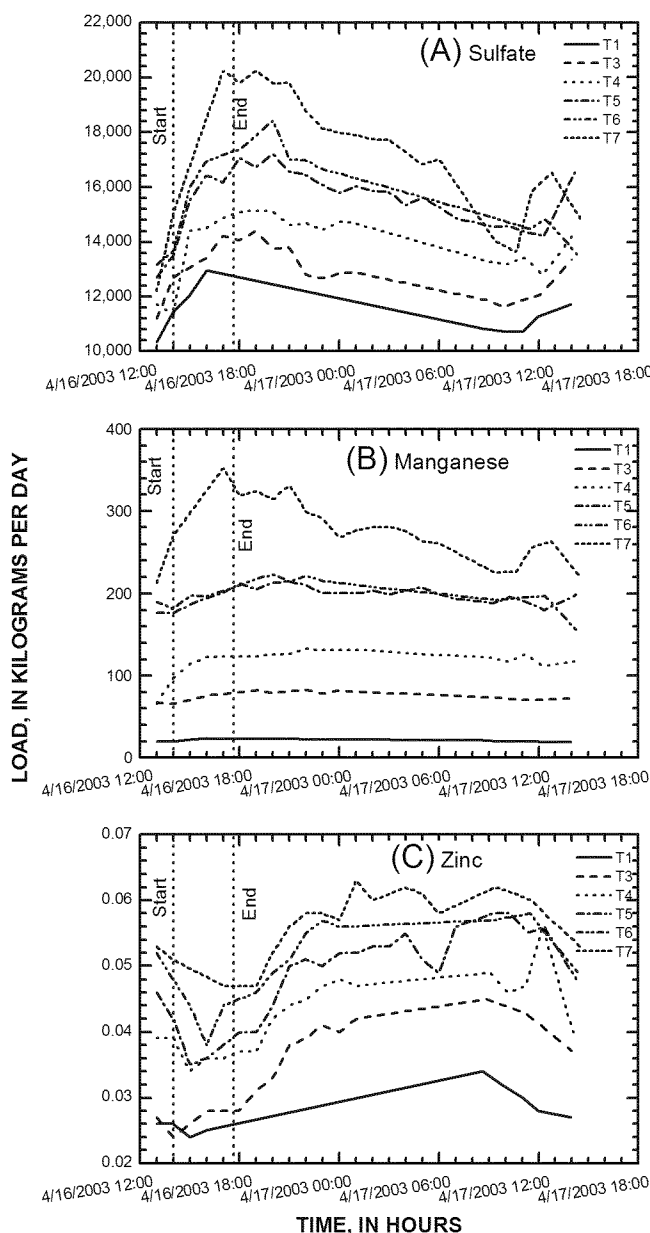 LOAD, IN KILOGRAMS PER DAY
(A) Sulfate
22,000
20,000
18,000
16,000
14,000
12,000
10,000
Start
End
T1
T3
T4
T5
T6
T7
4/16/2003 12:00
4/16/2003 18:00
4/17/2003 00:00
4/17/2003 06:00
4/17/2003 12:00
4/17/2003 18:00
(B) Manganese
400
300
200
100
0
Start
End
T1
T3
T4
T5
T6
T7
4/16/2003 12:00
4/16/2003 18:00
4/17/2003 00:00
4/17/2003 06:00
4/17/2003 12:00
4/17/2003 18:00
(C) Zinc
0.07
0.06
0.05
0.04
0.03
0.02
Start
End
T1
T3
T4
T5
T6
T7
4/16/2003 12:00
4/16/2003 18:00
4/17/2003 00:00
4/17/2003 06:00
4/17/2003 12:00
4/17/2003 18:00
TIME, IN HOURS